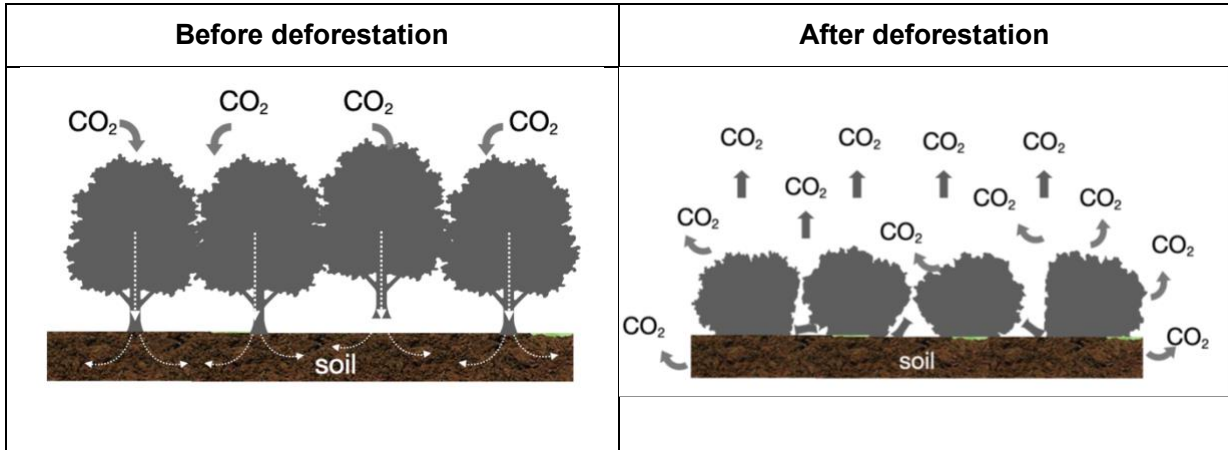 Before deforestation
After deforestation
CO₂
CO₂
CO₂
CO₂
soil
CO₂
CO₂
CO₂
CO₂
CO₂
CO₂
CO₂
CO₂
CO₂
CO₂
CO₂
CO₂
soil